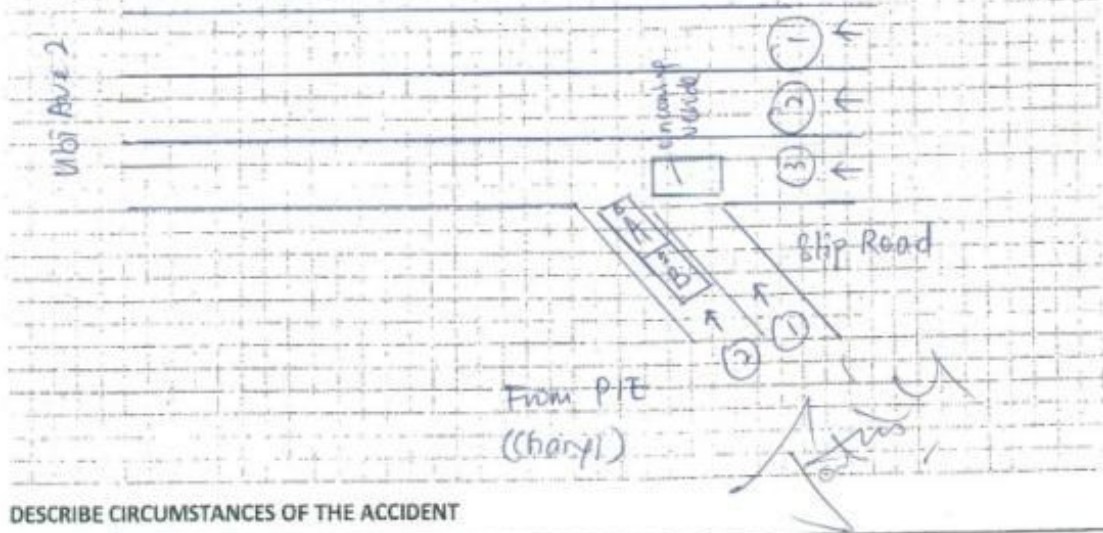 Ubi Ave 2
oncoming
vehicle
1
2
3
A
B
Slip Road
1
2
From PIE
DESCRIBE CIRCUMSTANCES OF THE ACCIDENT